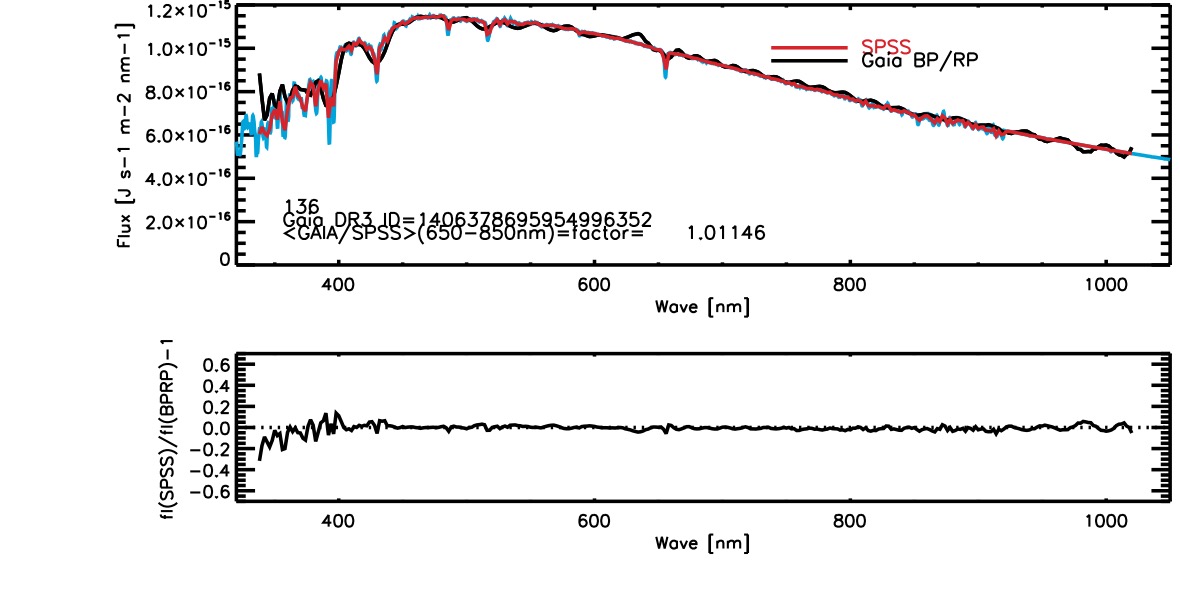 Flux [J s−1 m−2 nm−1]
1.2×10−15
1.0×10−15
8.0×10−16
6.0×10−16
4.0×10−16
2.0×10−16
0
SPSS
Gaia BP/RP
136
Gaia DR3 ID=1406378695954996352
<GAIA/SPSS>(650−850nm)=factor= 1.01146
400 600 800 1000
Wave [nm]
fl(SPSS)/fl(BPRP)−1
0.6
0.4
0.2
0.0
−0.2
−0.4
−0.6
400 600 800 1000
Wave [nm]